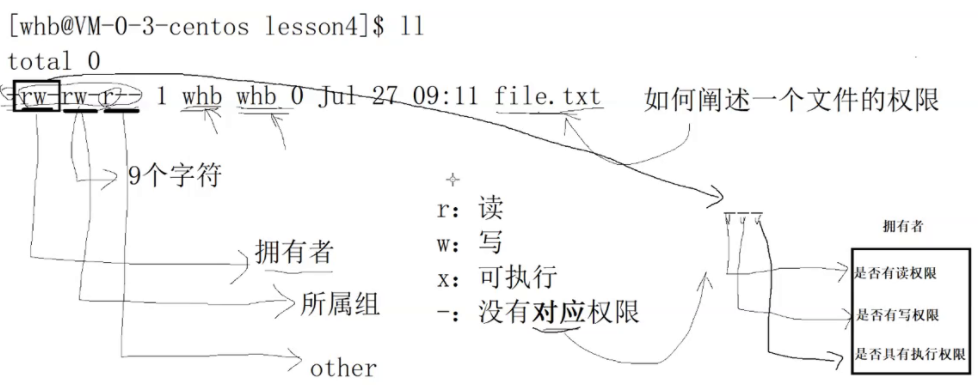 [whb@VM-0-3-centos lesson4]$ ll
total 0
-rw-rw-r-- 1 whb whb 0 Jul 27 09:11 file.txt
如何阐述一个文件的权限
9个字符
拥有者
所属组
other
r: 读
w: 写
x: 可执行
-: 没有对应权限
拥有者
是否有读权限
是否有写权限
是否具有执行权限